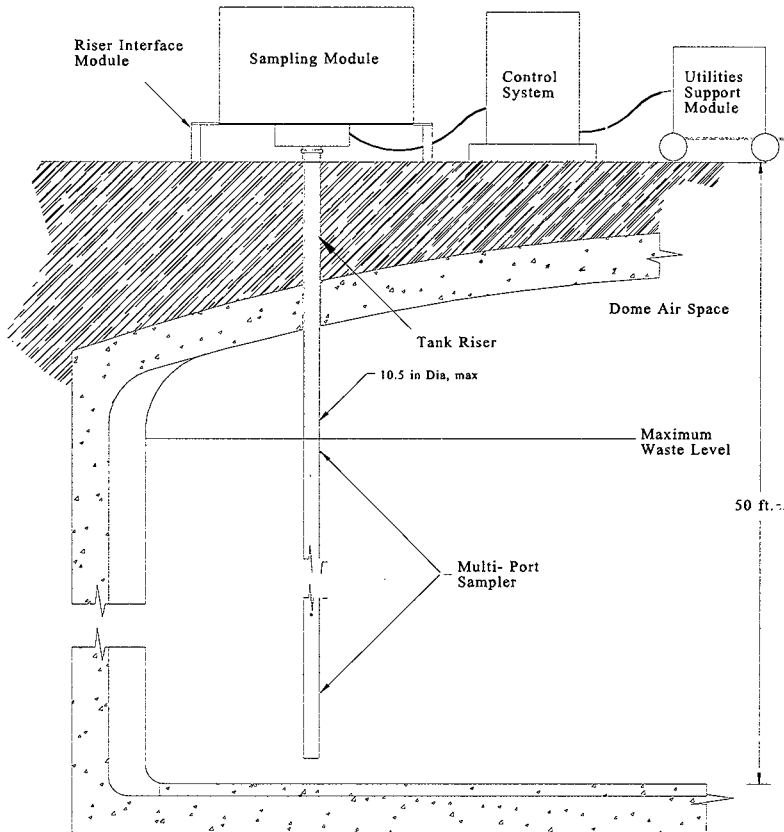 Riser Interface
Module
Sampling Module
Control
System
Utilities
Support
Module
Dome Air Space
Tank Riser
10.5 in Dia, max
Maximum
Waste Level
50 ft.
Multi- Port
Sampler